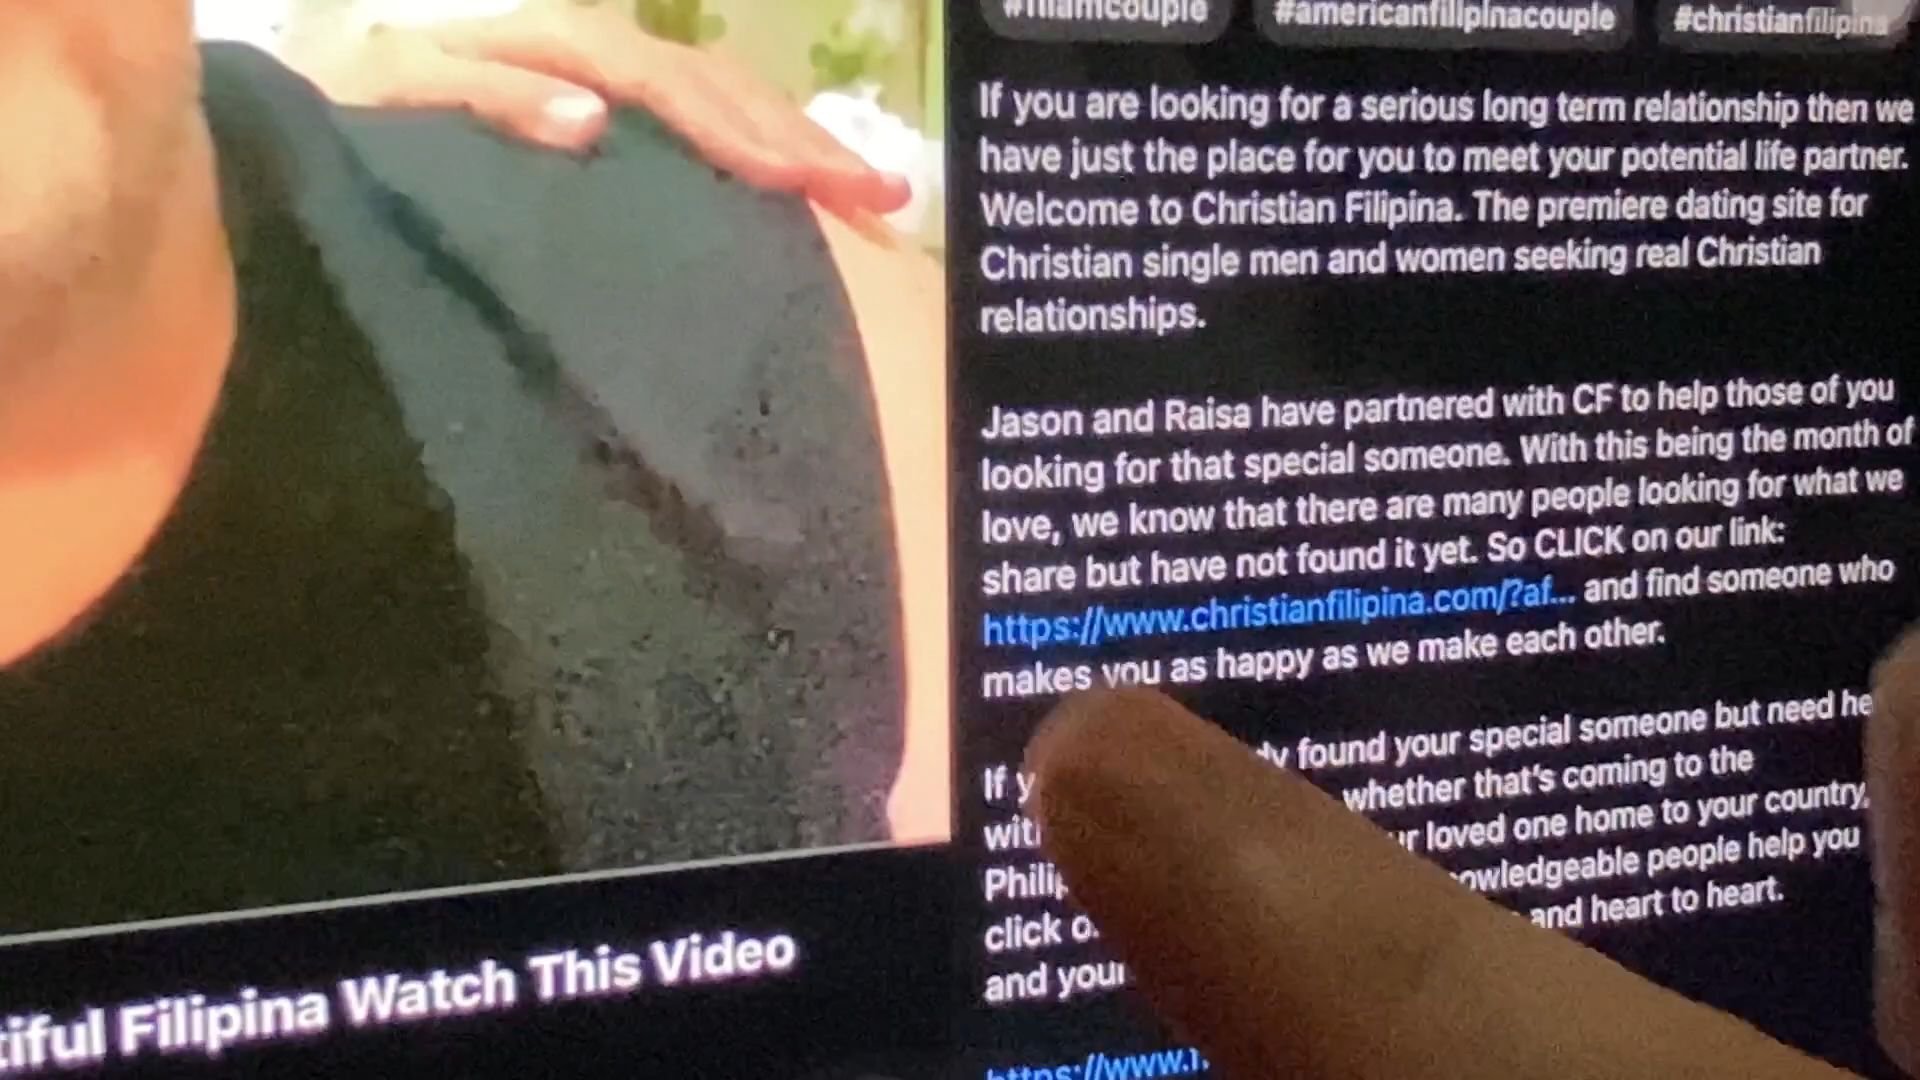 #filamcouple #americanfilipinacouple #christianfilipina
If you are looking for a serious long term relationship then we
have just the place for you to meet your potential life partner.
Welcome to Christian Filipina. The premiere dating site for
Christian single men and women seeking real Christian
relationships.
Jason and Raisa have partnered with CF to help those of you
looking for that special someone. With this being the month of
love, we know that there are many people looking for what we
share but have not found it yet. So CLICK on our link:
https://www.christianfilipina.com/?af... and find someone who
makes you as happy as we make each other.
If found your special someone but need
whether that's coming to the
loved one home to your country,
people help you
click and heart to heart.
and your
https://www.
Filipina Watch This Video